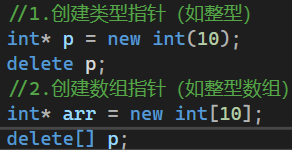 //1.创建类型指针（如整型）
int* p = new int(10);
delete p;
//2.创建数组指针（如整型数组）
int* arr = new int[10];
delete[] p;